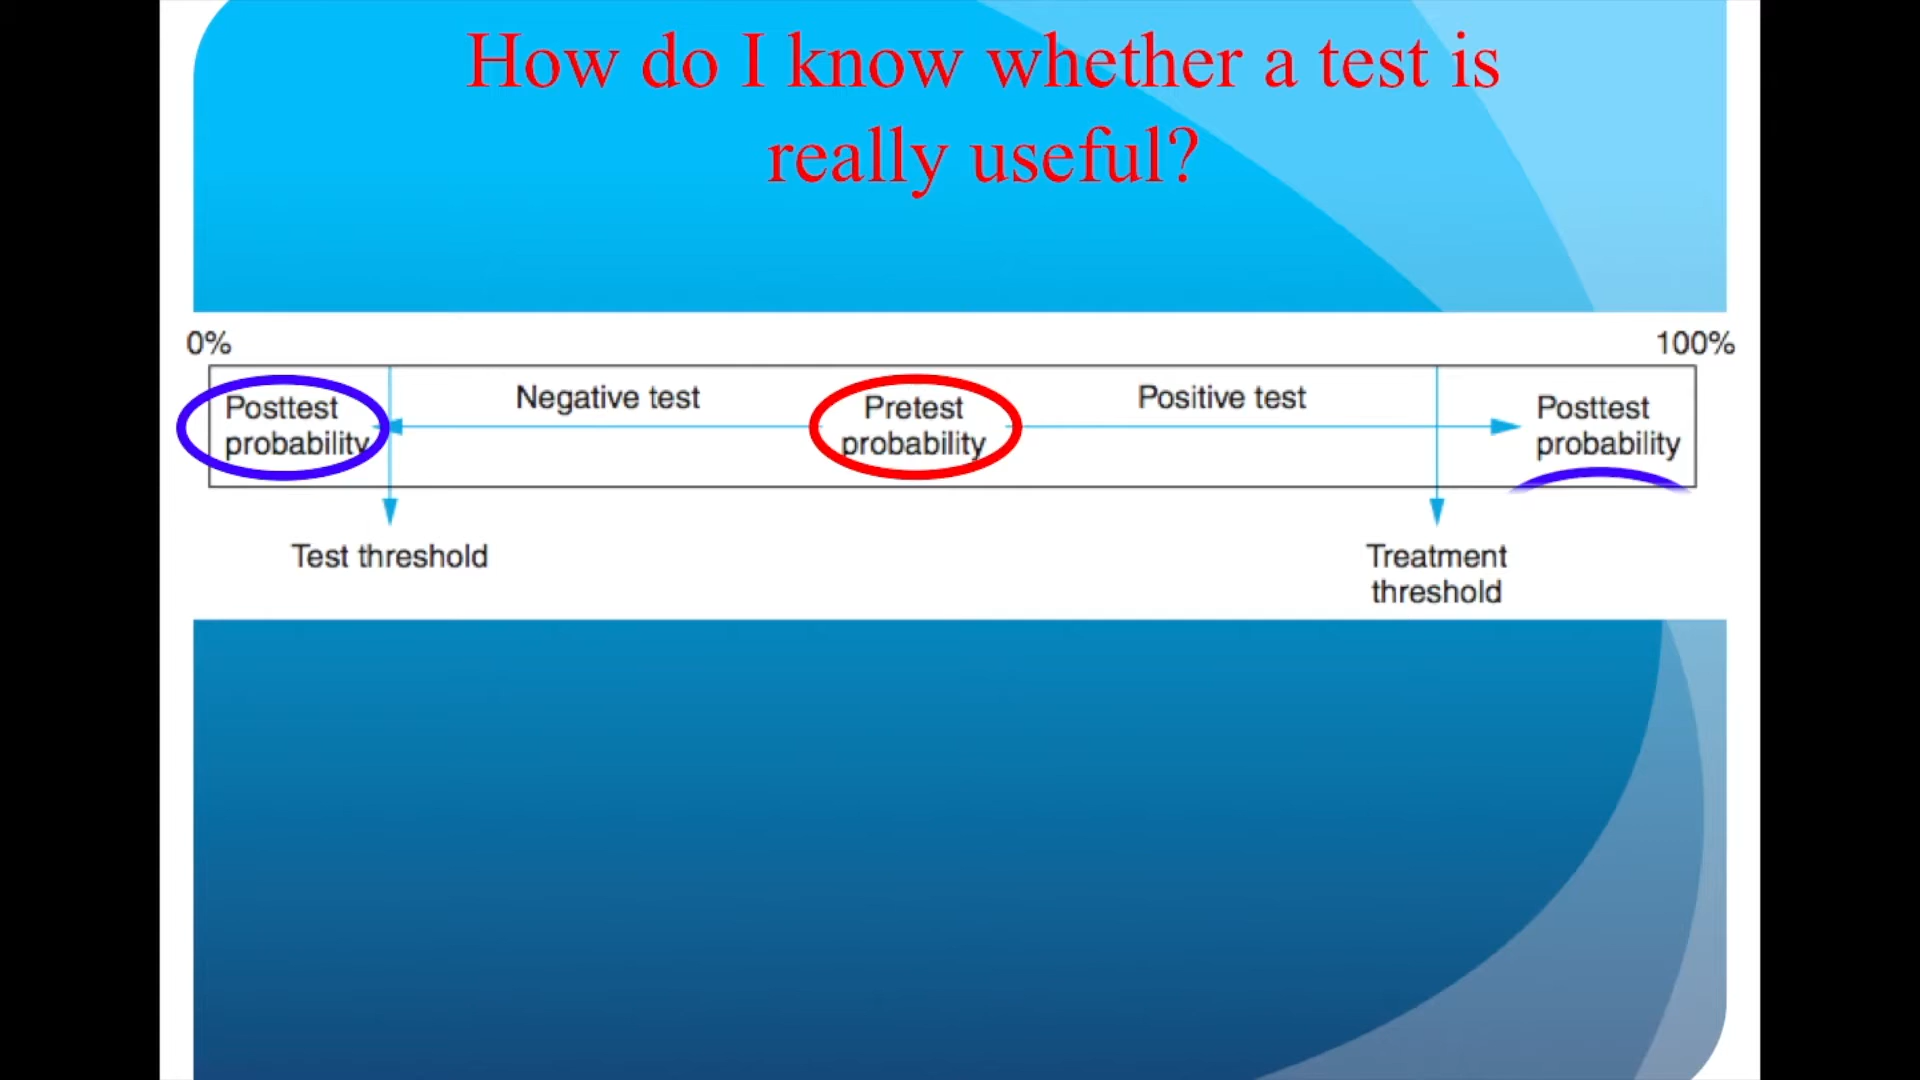 How do I know whether a test is
really useful?
0%
100%
Posttest
probability
Negative test
Pretest
probability
Positive test
Posttest
probability
Test threshold
Treatment
threshold